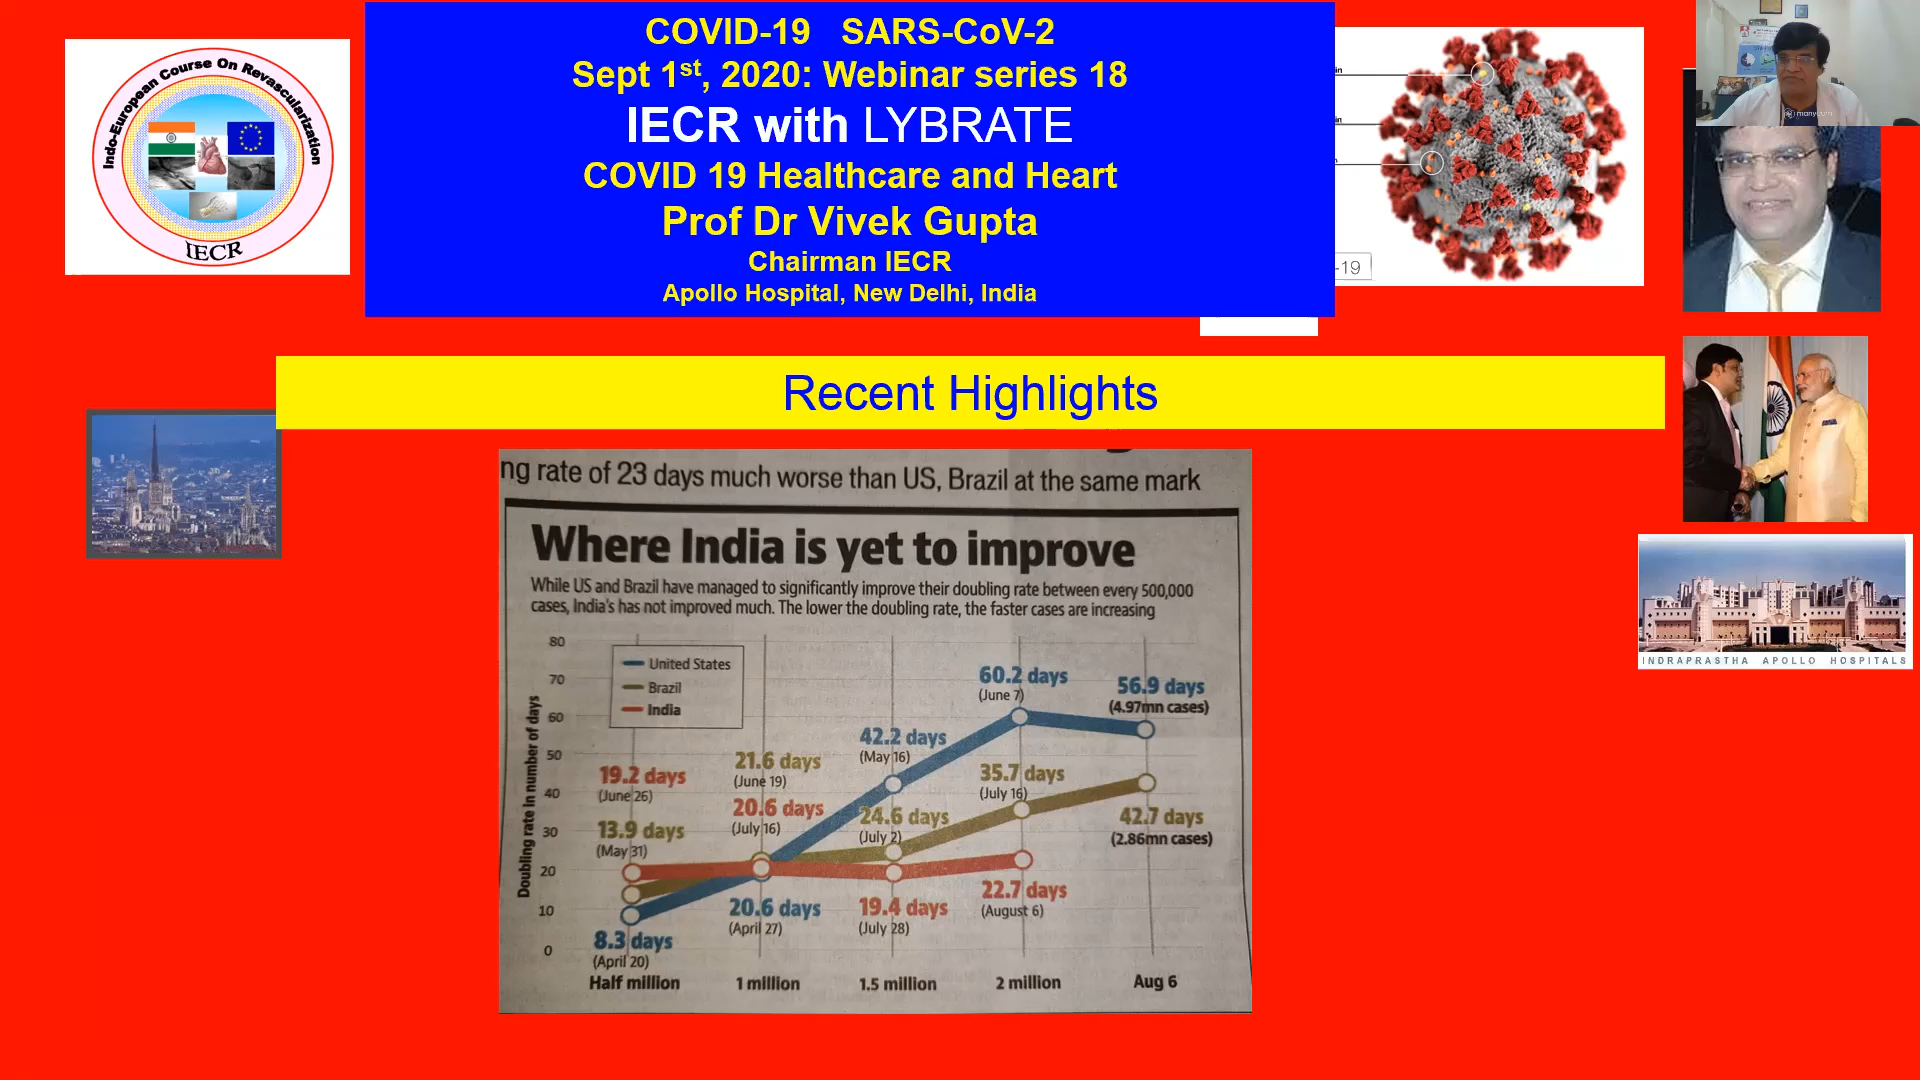 Indo-European Course On Revascularization
IECR
COVID-19 SARS-CoV-2
Sept 1st, 2020: Webinar series 18
IECR with LYBRATE
COVID 19 Healthcare and Heart
Prof Dr Vivek Gupta
Chairman IECR
Apollo Hospital, New Delhi, India
in
in
-19
manycam
Recent Highlights
INDRAPRASTHA APOLLO HOSPITALS
ng rate of 23 days much worse than US, Brazil at the same mark
Where India is yet to improve
While US and Brazil have managed to significantly improve their doubling rate between every 500,000
cases, India's has not improved much. The lower the doubling rate, the faster cases are increasing
Doubling rate in number of days
80
70
60
50
40
30
20
10
0
United States
Brazil
India
19.2 days
(June 26)
13.9 days
(May 31)
8.3 days
(April 20)
Half million
21.6 days
(June 19)
20.6 days
(July 16)
20.6 days
(April 27)
1 million
42.2 days
(May 16)
24.6 days
(July 2)
19.4 days
(July 28)
1.5 million
60.2 days
(June 7)
35.7 days
(July 16)
22.7 days
(August 6)
2 million
56.9 days
(4.97mn cases)
42.7 days
(2.86mn cases)
Aug 6